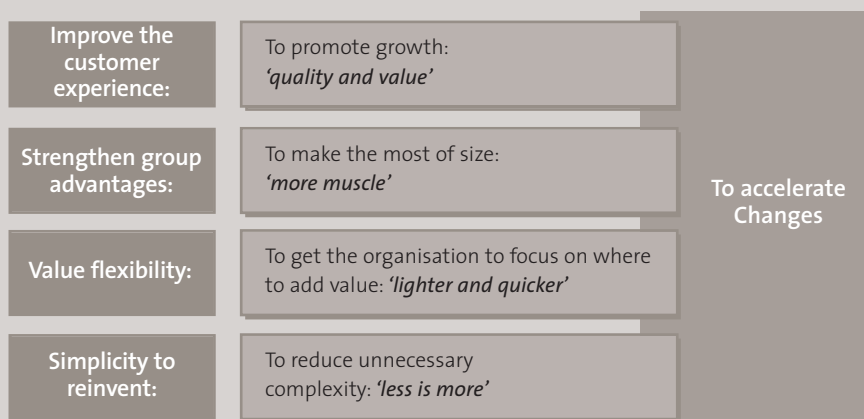 Improve the
customer
experience:
To promote growth:
‘quality and value’
Strengthen group
advantages:
To make the most of size:
‘more muscle’
Value flexibility:
To get the organisation to focus on where
to add value: ‘lighter and quicker’
Simplicity to
reinvent:
To reduce unnecessary
complexity: ‘less is more’
To accelerate
Changes